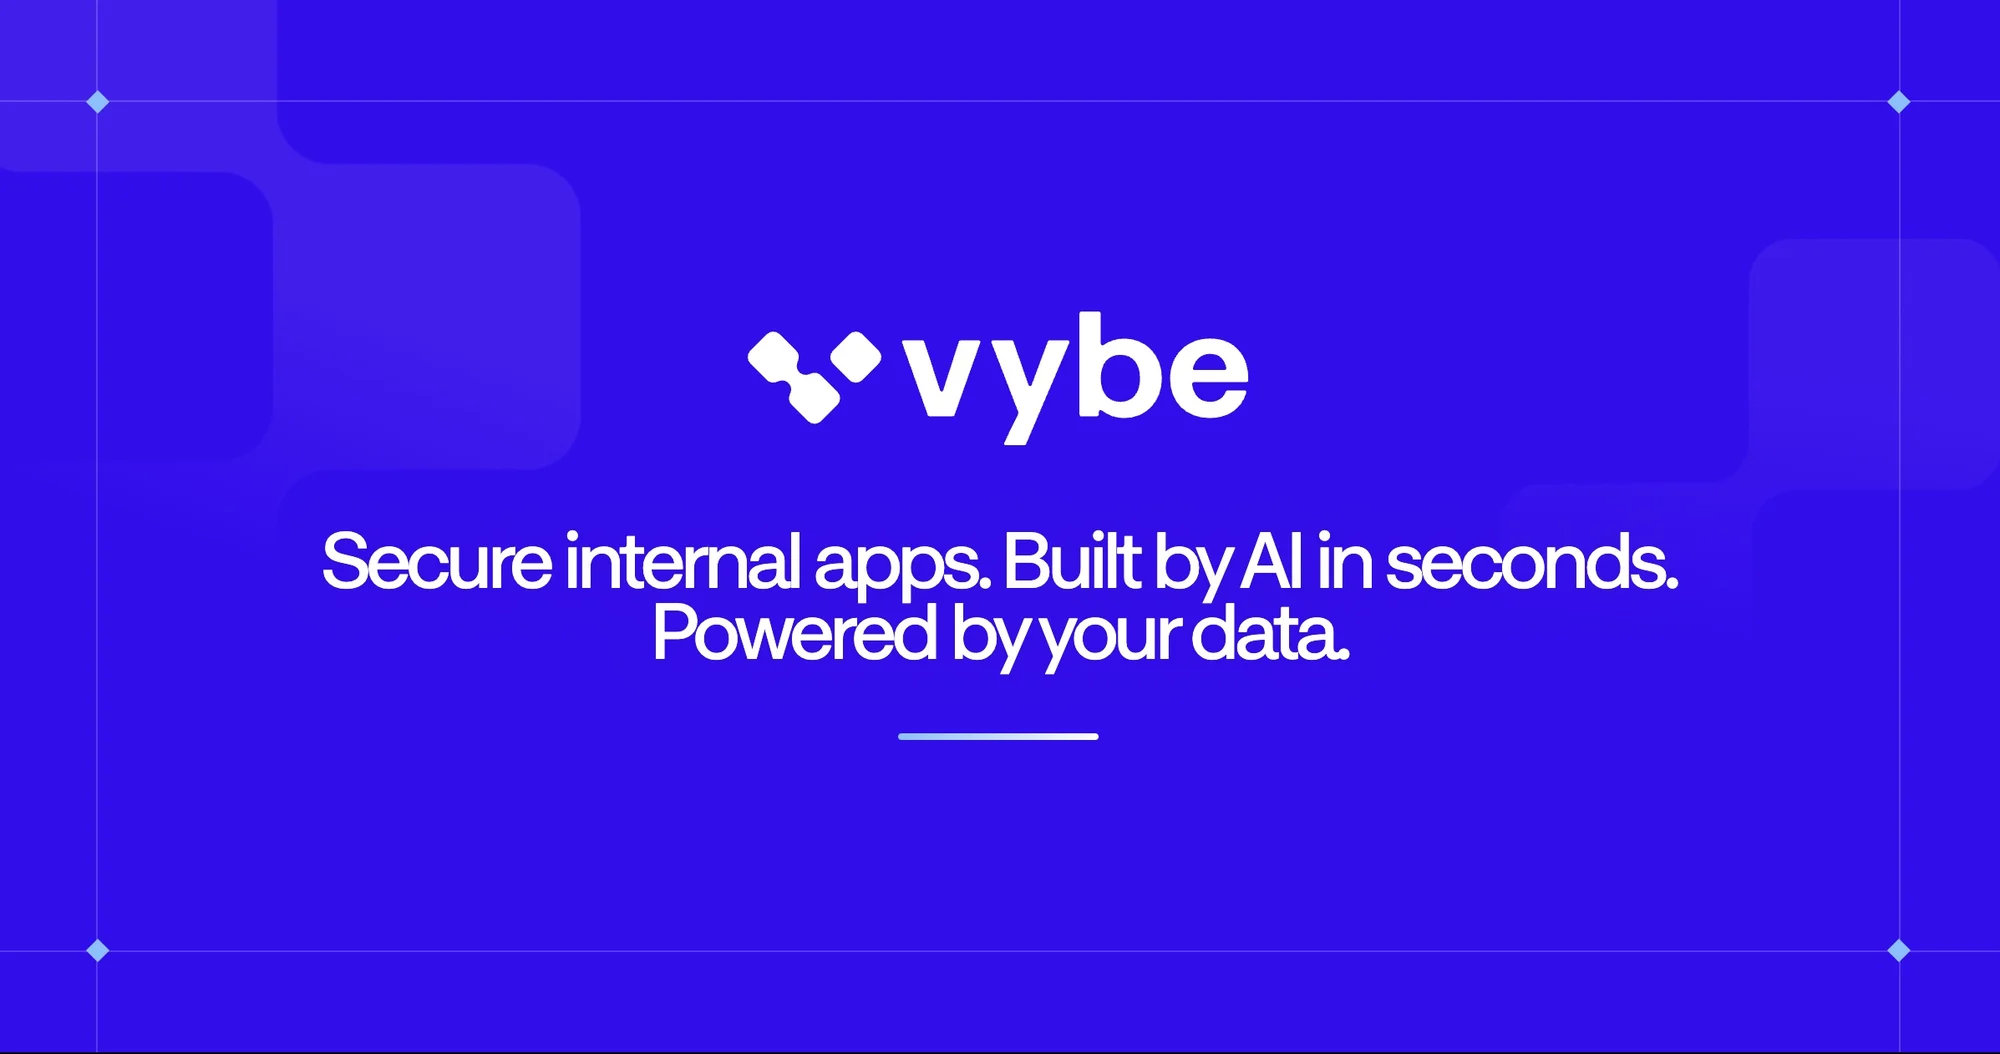 vybe
Secure internal apps. Built by AI in seconds.
Powered by your data.